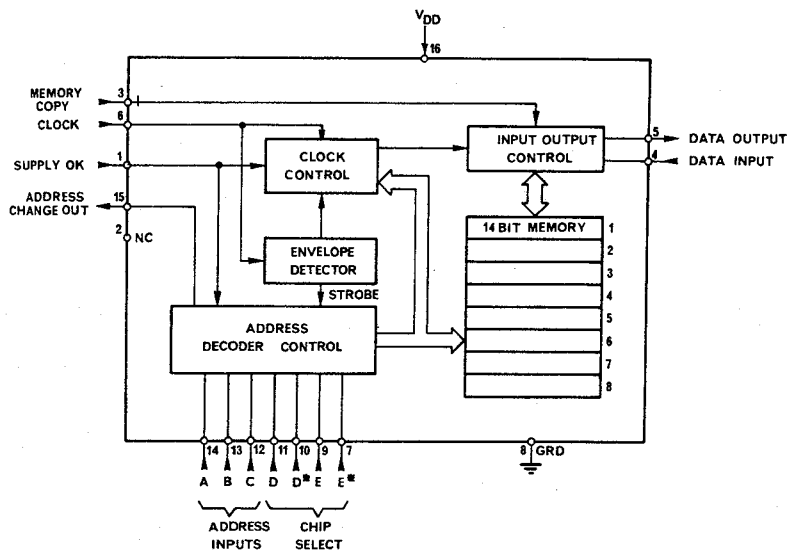 VDD
16
MEMORY COPY
3
CLOCK
6
SUPPLY OK
1
ADDRESS CHANGE OUT
15
2 NC
CLOCK CONTROL
INPUT OUTPUT CONTROL
5 DATA OUTPUT
4 DATA INPUT
ENVELOPE DETECTOR
STROBE
ADDRESS DECODER CONTROL
14 BIT MEMORY 1
2
3
4
5
6
7
8
14 13 12 11 10 9 7
A B C D D* E E*
8 GRD
ADDRESS INPUTS
CHIP SELECT